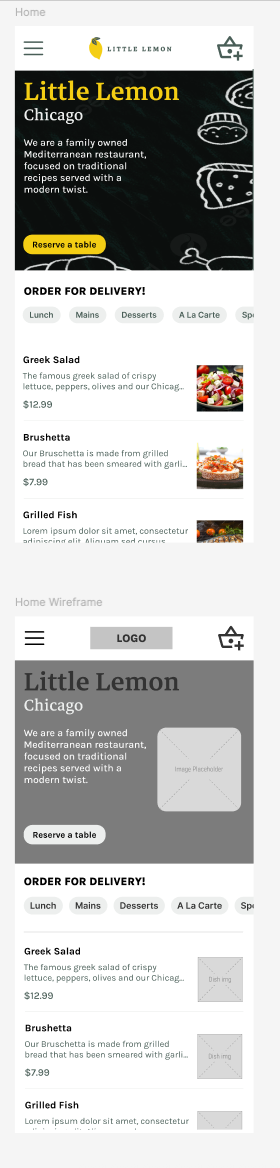 Home
LITTLE LEMON
Little Lemon
Chicago
We are a family owned
Mediterranean restaurant,
focused on traditional
recipes served with a
modern twist.
Reserve a table
ORDER FOR DELIVERY!
Lunch Mains Desserts A La Carte Spe
Greek Salad
The famous greek salad of crispy
lettuce, peppers, olives and our Chicag...
$12.99
Brushetta
Our Bruschetta is made from grilled
bread that has been smeared with garli...
$7.99
Grilled Fish
Lorem ipsum dolor sit amet, consectetur
adipiscing elit. Aliquam sed cursus
Home Wireframe
LOGO
Little Lemon
Chicago
We are a family owned
Mediterranean restaurant,
focused on traditional
recipes served with a
modern twist.
Image Placeholder
Reserve a table
ORDER FOR DELIVERY!
Lunch Mains Desserts A La Carte Spe
Greek Salad
The famous greek salad of crispy
lettuce, peppers, olives and our Chicag...
Dish img
$12.99
Brushetta
Our Bruschetta is made from grilled
bread that has been smeared with garli...
Dish img
$7.99
Grilled Fish
Lorem ipsum dolor sit amet, consectetur